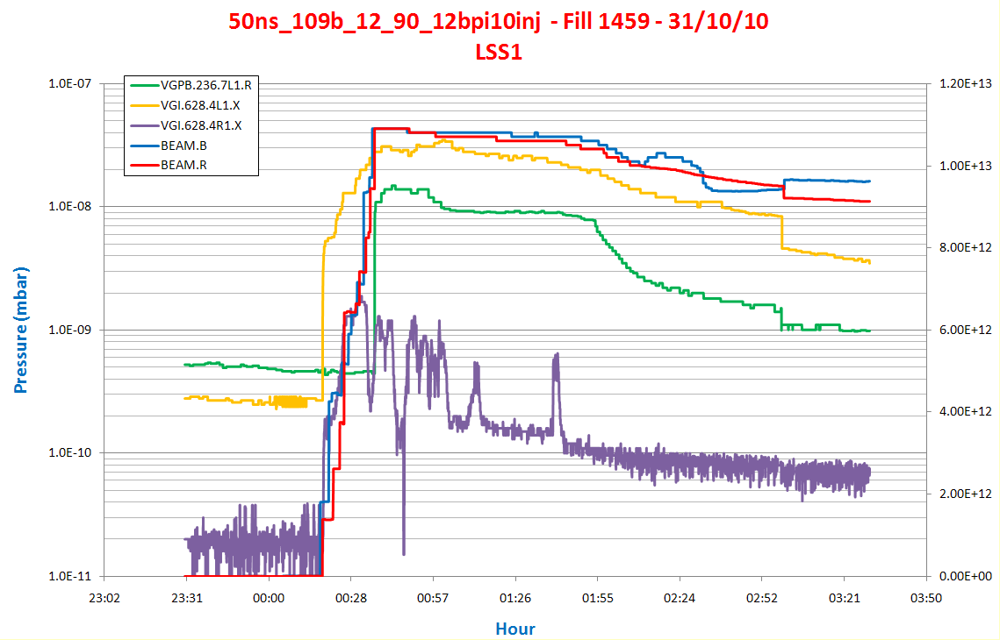 50ns_109b_12_90_12bpi10inj - Fill 1459 - 31/10/10
LSS1
VGPB.236.7L1.R
VGI.628.4L1.X
VGI.628.4R1.X
BEAM.B
BEAM.R
Pressure (mbar)
1.0E-07
1.0E-08
1.0E-09
1.0E-10
1.0E-11
1.20E+13
1.00E+13
8.00E+12
6.00E+12
4.00E+12
2.00E+12
0.00E+00
23:02 23:31 00:00 00:28 00:57 01:26 01:55 02:24 02:52 03:21 03:50
Hour